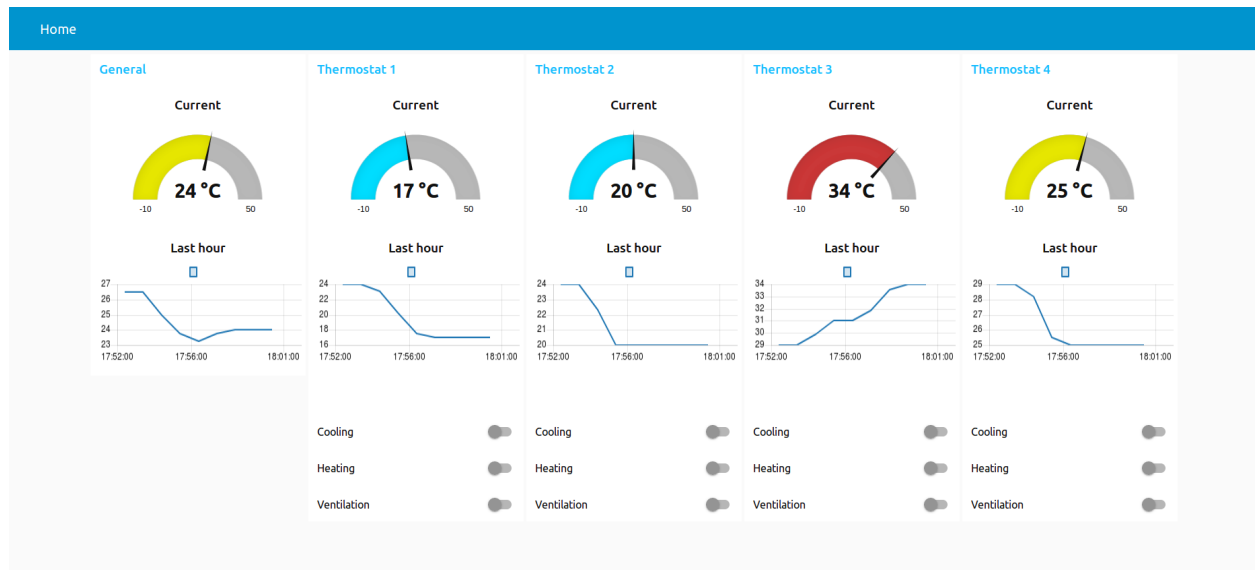 Home
General
Thermostat 1
Thermostat 2
Thermostat 3
Thermostat 4
Current
Current
Current
Current
Current
24 °C
17 °C
20 °C
34 °C
25 °C
-10 50
-10 50
-10 50
-10 50
-10 50
Last hour
Last hour
Last hour
Last hour
Last hour
27
26
25
24
23
17:52:00 17:56:00 18:01:00
24
22
20
18
16
17:52:00 17:56:00 18:01:00
24
23
22
21
20
17:52:00 17:56:00 18:01:00
34
33
32
31
30
29
17:52:00 17:56:00 18:01:00
29
28
27
26
25
17:52:00 17:56:00 18:01:00
Cooling
Cooling
Cooling
Cooling
Heating
Heating
Heating
Heating
Ventilation
Ventilation
Ventilation
Ventilation